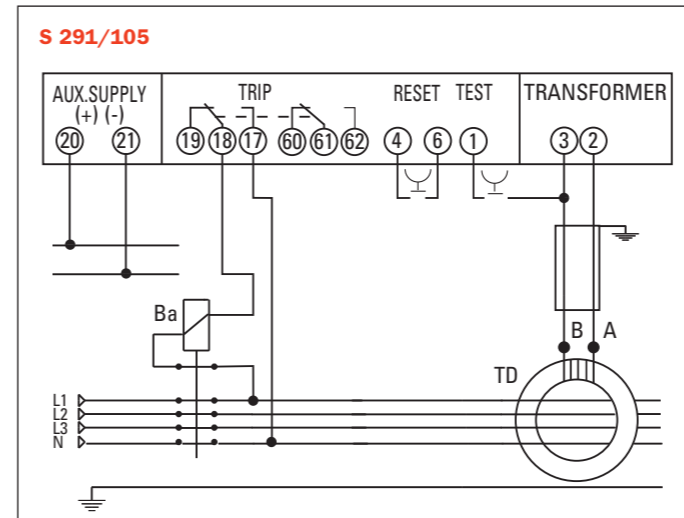 S 291/105
AUX.SUPPLY TRIP RESET TEST TRANSFORMER
(+) (-)
20 21 19 18 17 60 61 62 4 6 1 3 2
Ba
B A
TD
L1
L2
L3
N